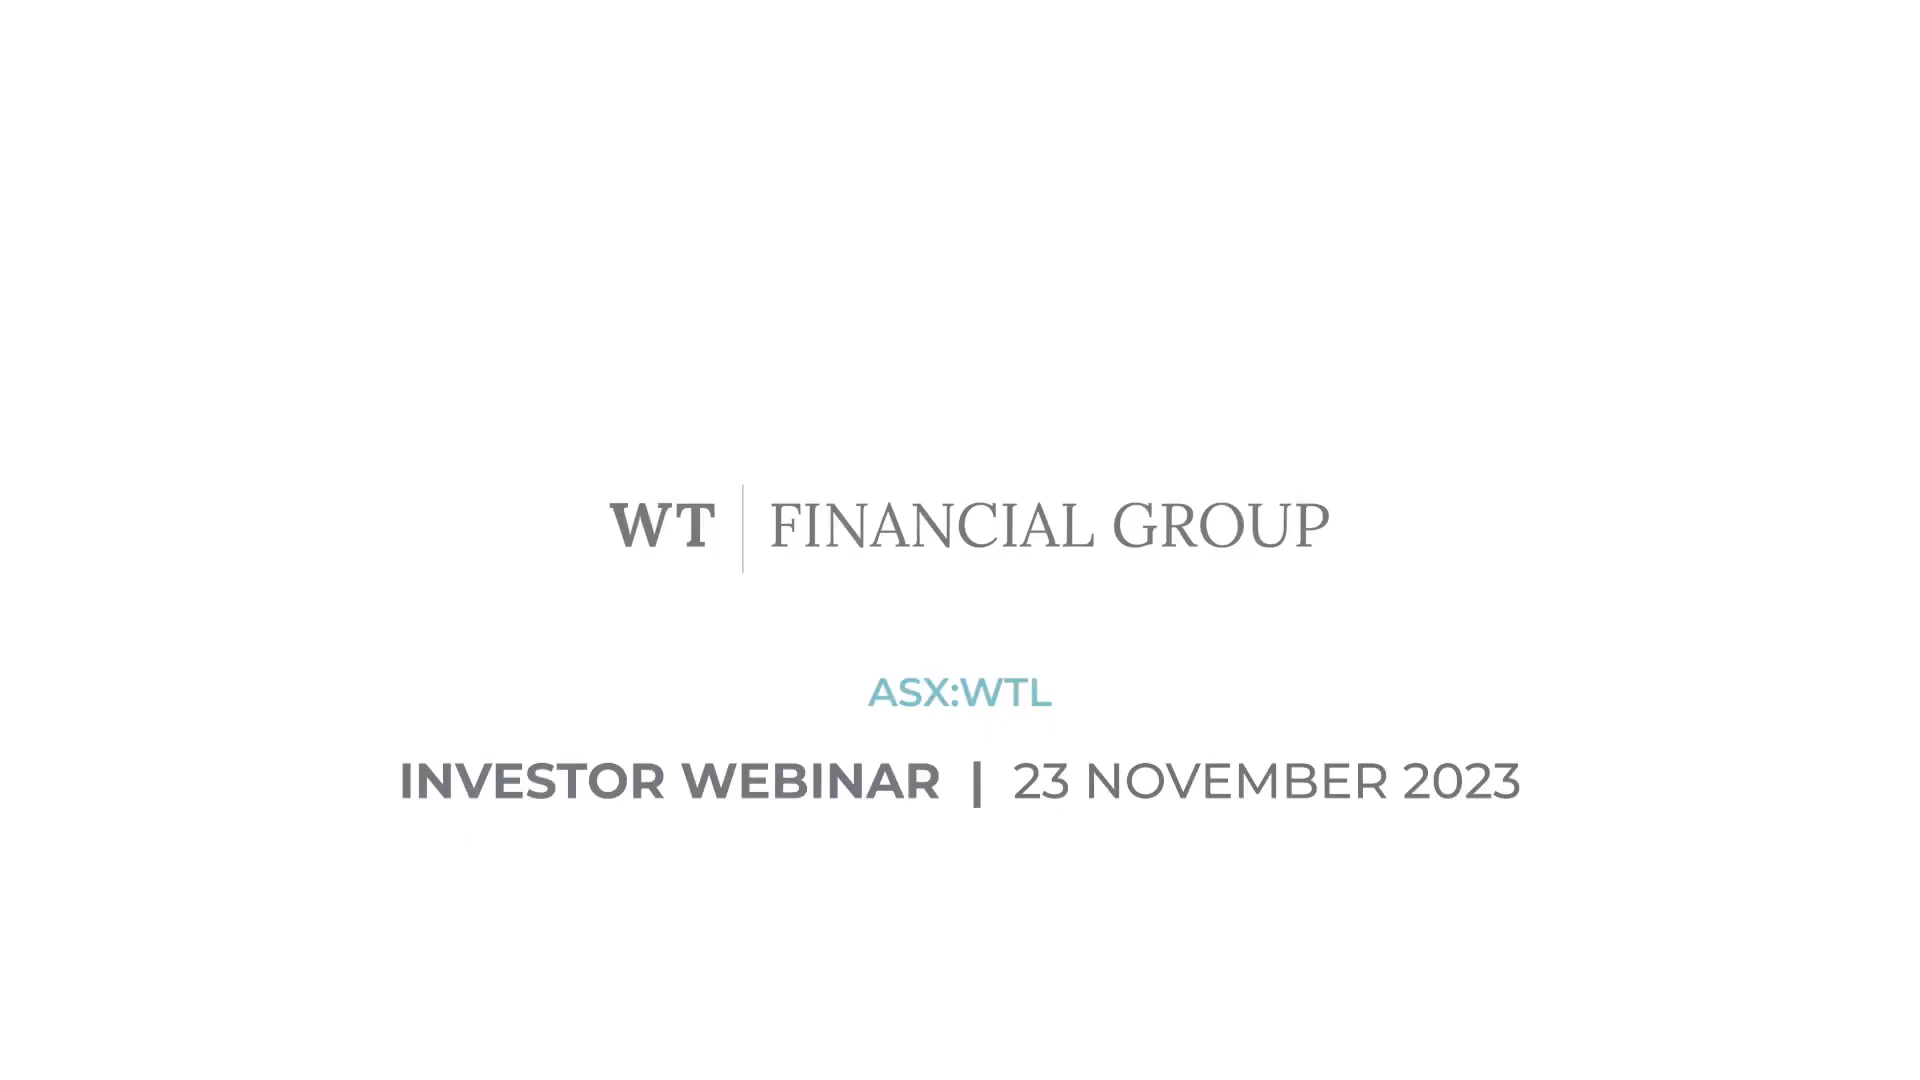 WT | FINANCIAL GROUP
ASX:WTL
INVESTOR WEBINAR | 23 NOVEMBER 2023